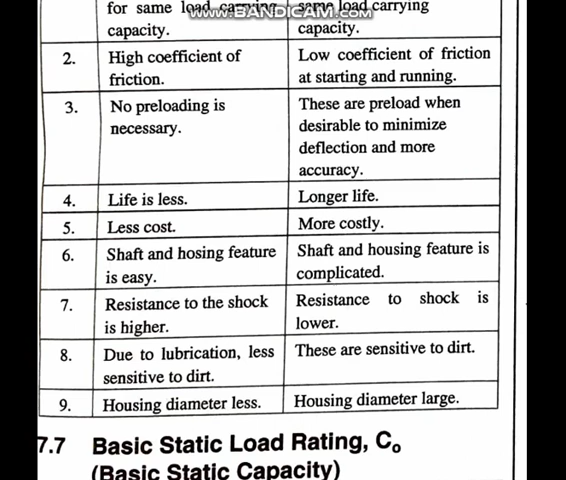 for same load carrying same load carrying
www.BANDICAM.com
capacity. capacity.
2. High coefficient of Low coefficient of friction
friction. at starting and running.
3. No preloading is These are preload when
necessary. desirable to minimize
deflection and more
accuracy.
4. Life is less. Longer life.
5. Less cost. More costly.
6. Shaft and hosing feature Shaft and housing feature is
is easy. complicated.
7. Resistance to the shock Resistance to shock is
is higher. lower.
8. Due to lubrication, less These are sensitive to dirt.
sensitive to dirt.
9. Housing diameter less. Housing diameter large.
7.7 Basic Static Load Rating, Co
(Basic Static Capacity)